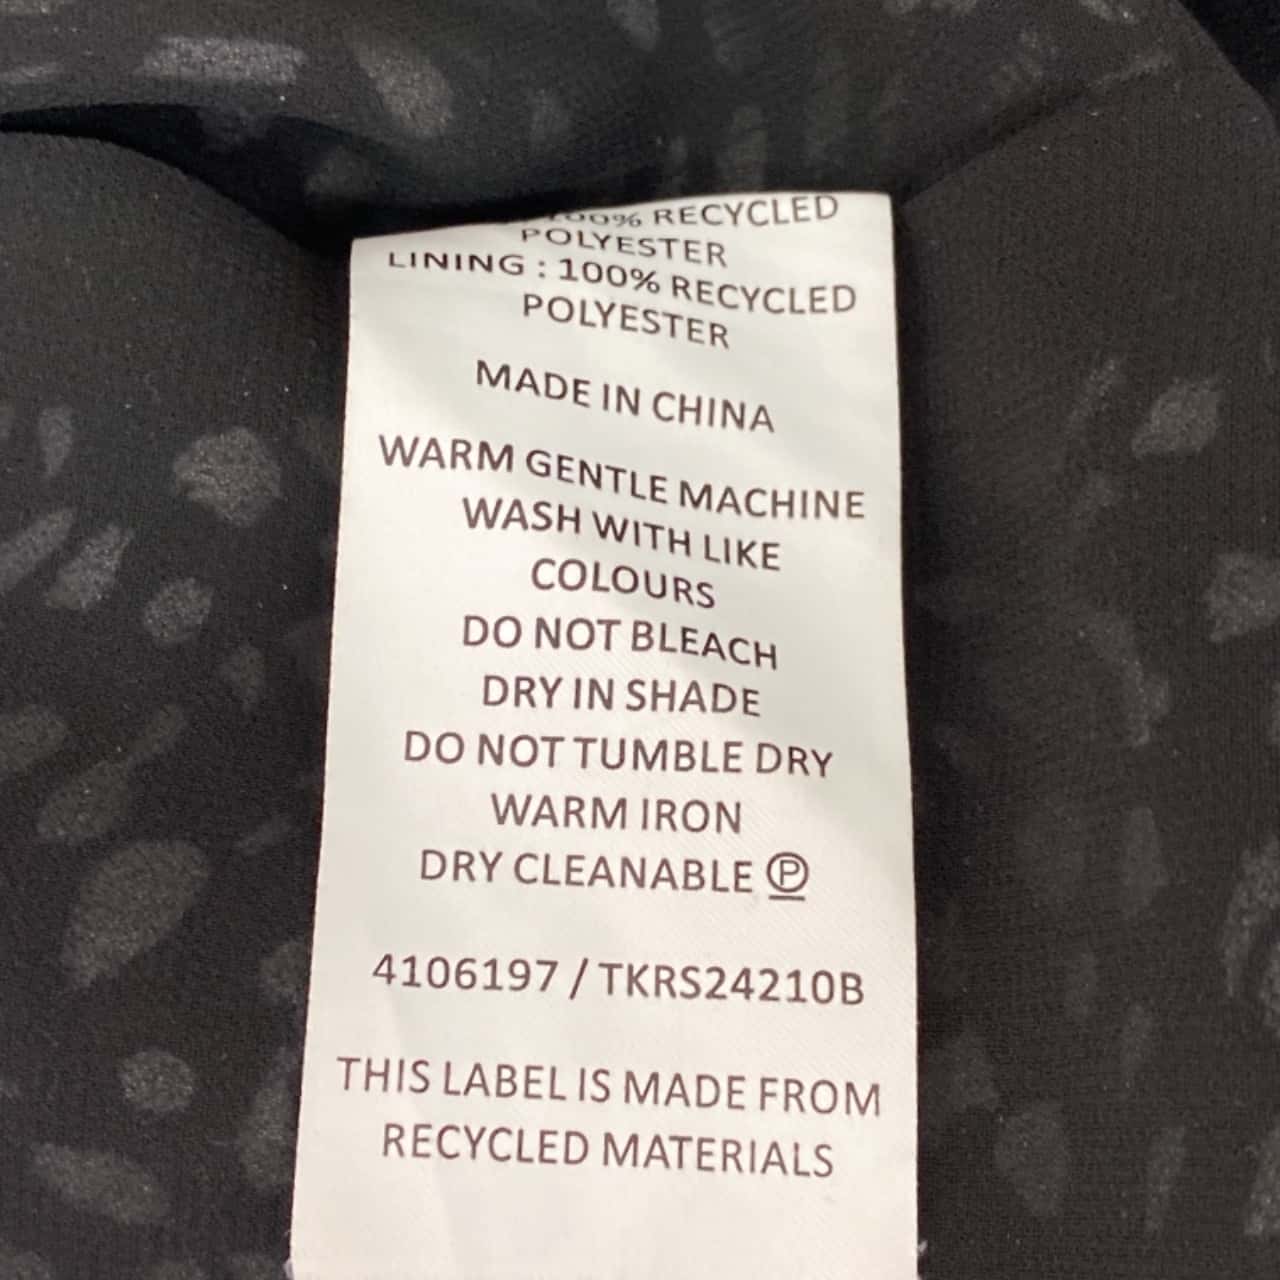 100% RECYCLED
POLYESTER
LINING : 100% RECYCLED
POLYESTER
MADE IN CHINA
WARM GENTLE MACHINE
WASH WITH LIKE
COLOURS
DO NOT BLEACH
DRY IN SHADE
DO NOT TUMBLE DRY
WARM IRON
DRY CLEANABLE Ⓟ
4106197 / TKRS24210B
THIS LABEL IS MADE FROM
RECYCLED MATERIALS